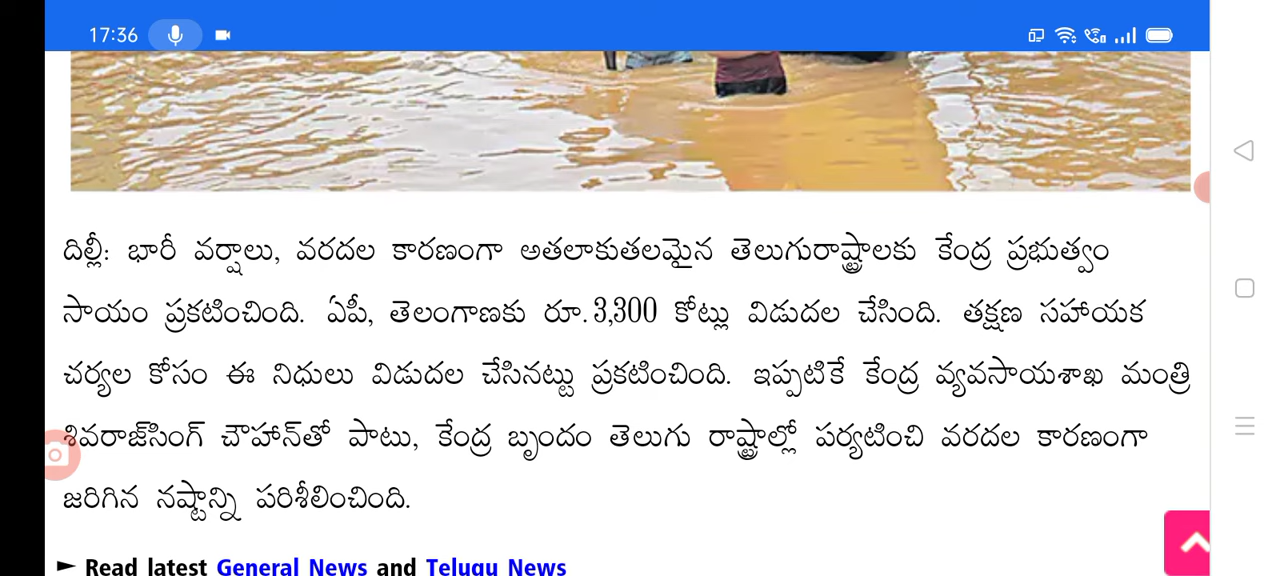 17:36
దిల్లీ: భారీ వర్షాలు, వరదల కారణంగా అతలాకుతలమైన తెలుగురాష్ట్రాలకు కేంద్ర ప్రభుత్వం
సాయం ప్రకటించింది. ఏపీ, తెలంగాణకు రూ.3,300 కోట్లు విడుదల చేసింది. తక్షణ సహాయక
చర్యల కోసం ఈ నిధులు విడుదల చేసినట్టు ప్రకటించింది. ఇప్పటికే కేంద్ర వ్యవసాయశాఖ మంత్రి
శివరాజ్‌సింగ్ చౌహాన్‌తో పాటు, కేంద్ర బృందం తెలుగు రాష్ట్రాల్లో పర్యటించి వరదల కారణంగా
జరిగిన నష్టాన్ని పరిశీలించింది.
► Read latest General News and Telugu News